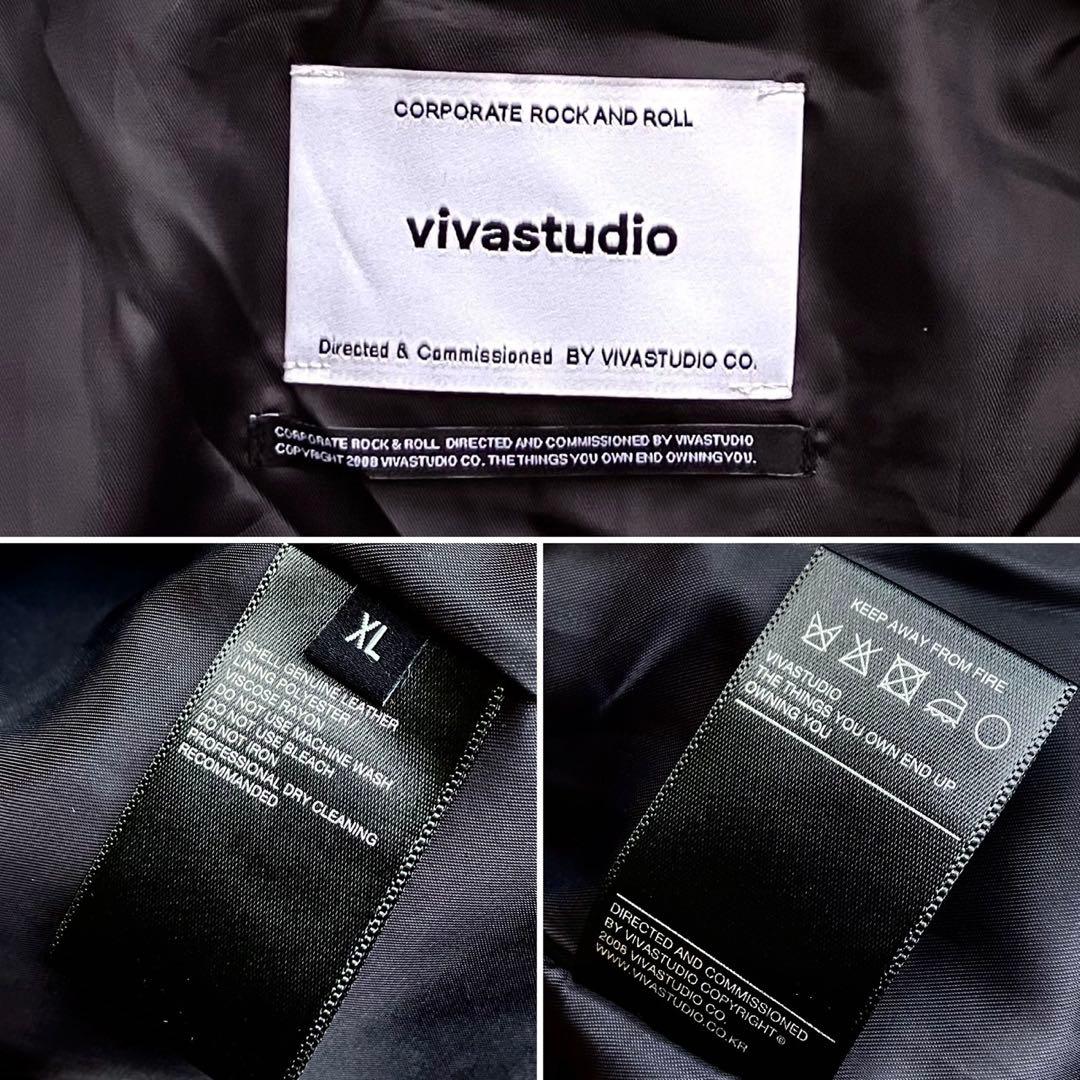 CORPORATE ROCK AND ROLL
vivastudio
Directed & Commissioned BY VIVASTUDIO CO.
CORPORATE ROCK & ROLL DIRECTED AND COMMISSIONED BY VIVASTUDIO
COPYRIGHT 2008 VIVASTUDIO CO. THE THINGS YOU OWN END OWNING YOU.
XL
SHELL GENUINE LEATHER
LINING POLYESTER
VISCOSE RAYON
DO NOT USE MACHINE WASH
DO NOT USE BLEACH
DO NOT IRON
PROFESSIONAL DRY CLEANING
RECOMMANDED
KEEP AWAY FROM FIRE
VIVASTUDIO
THE THINGS YOU OWN END UP
OWNING YOU
DIRECTED AND COMMISSIONED
BY VIVASTUDIO COPYRIGHT®
2008 VIVASTUDIO CO.
WWW.VIVASTUDIO.CO.KR